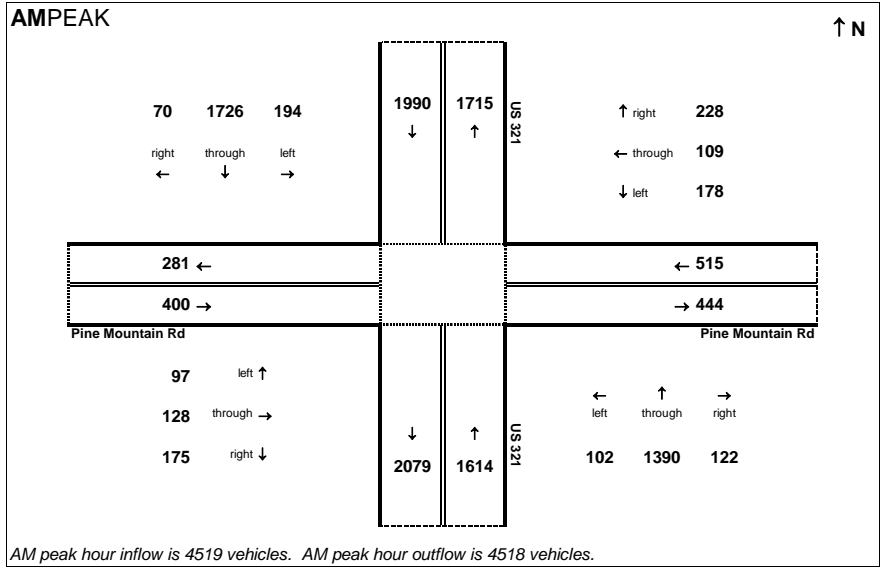 AMPEAK
↑ N
70 1726 194
right through left
← ↓ →
1990 1715
↓ ↑
US 321
↑ right 228
← through 109
↓ left 178
281 ←
400 →
← 515
→ 444
Pine Mountain Rd
Pine Mountain Rd
97 left ↑
128 through →
175 right ↓
↓ ↑
2079 1614
US 321
← ↑ →
left through right
102 1390 122
AM peak hour inflow is 4519 vehicles. AM peak hour outflow is 4518 vehicles.